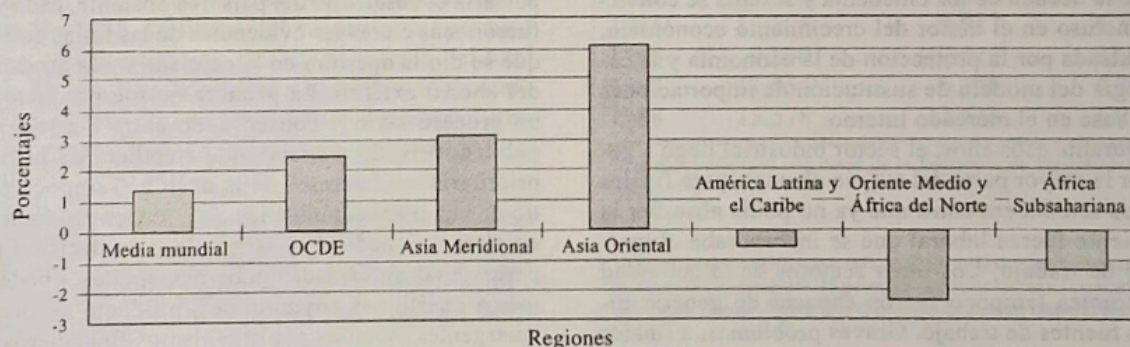 7
6
5
4
3
2
1
0
-1
-2
-3
Porcentajes
Media mundial
OCDE
Asia Meridional
Asia Oriental
América Latina y
el Caribe
Oriente Medio y
África del Norte
África
Subsahariana
Regiones